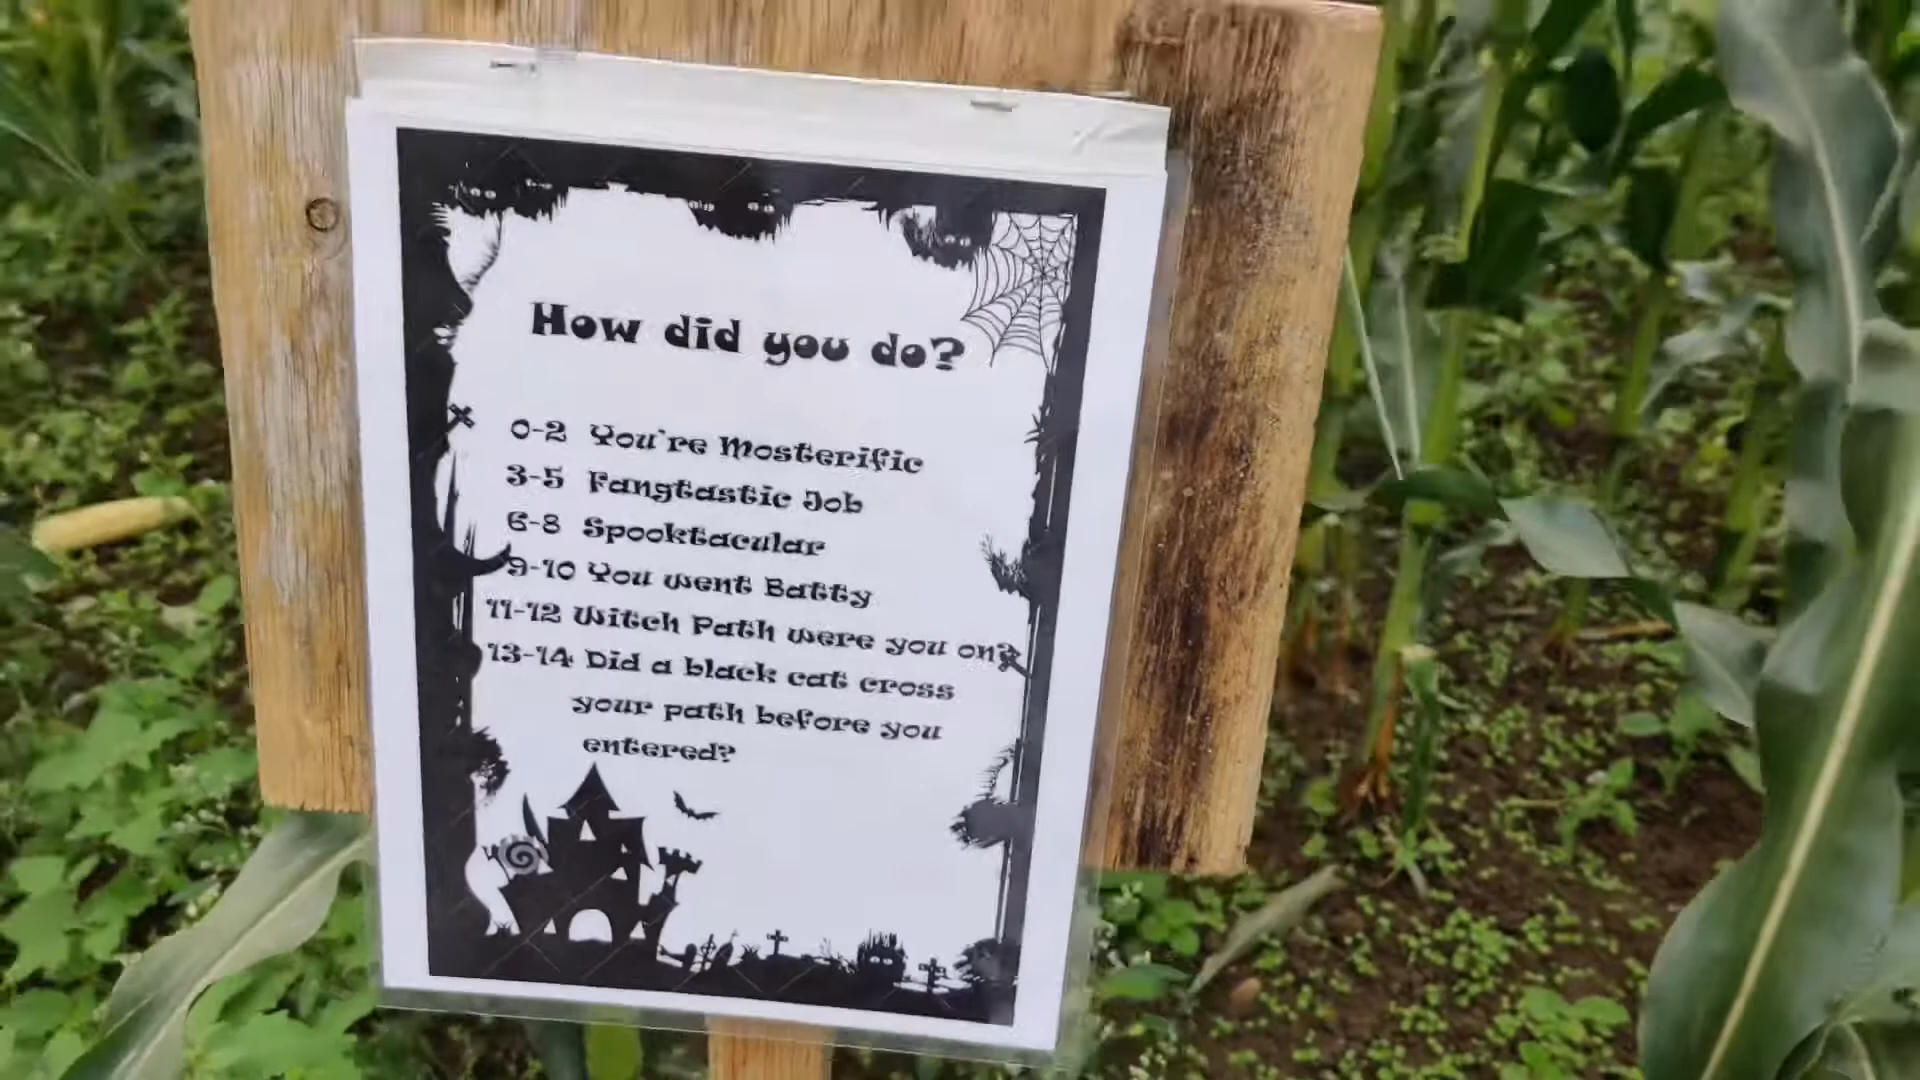 How did you do?
0-2 You're Mosterific
3-5 Fangtastic Job
6-8 Spooktacular
9-10 You went Batty
11-12 Witch Path were you on?
13-14 Did a black cat cross
your path before you
entered?